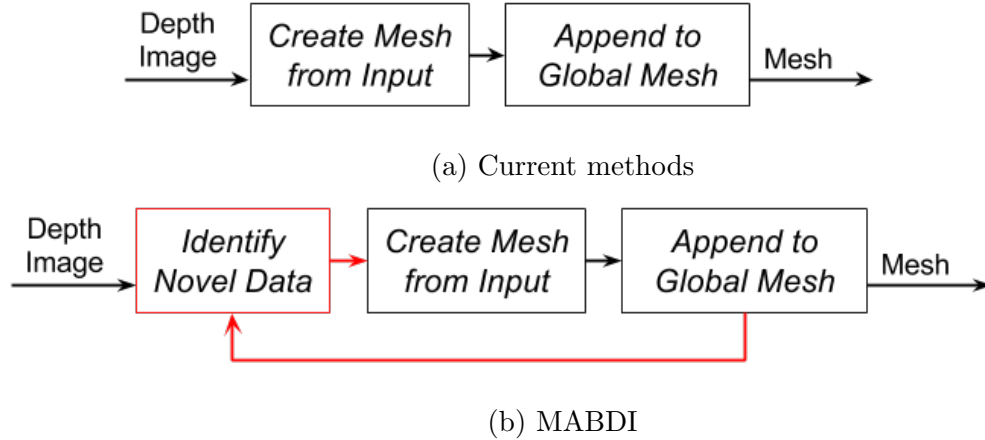 Depth
Image
Create Mesh
from Input
Append to
Global Mesh
Mesh
(a) Current methods
Depth
Image
Identify
Novel Data
Create Mesh
from Input
Append to
Global Mesh
Mesh
(b) MABDI